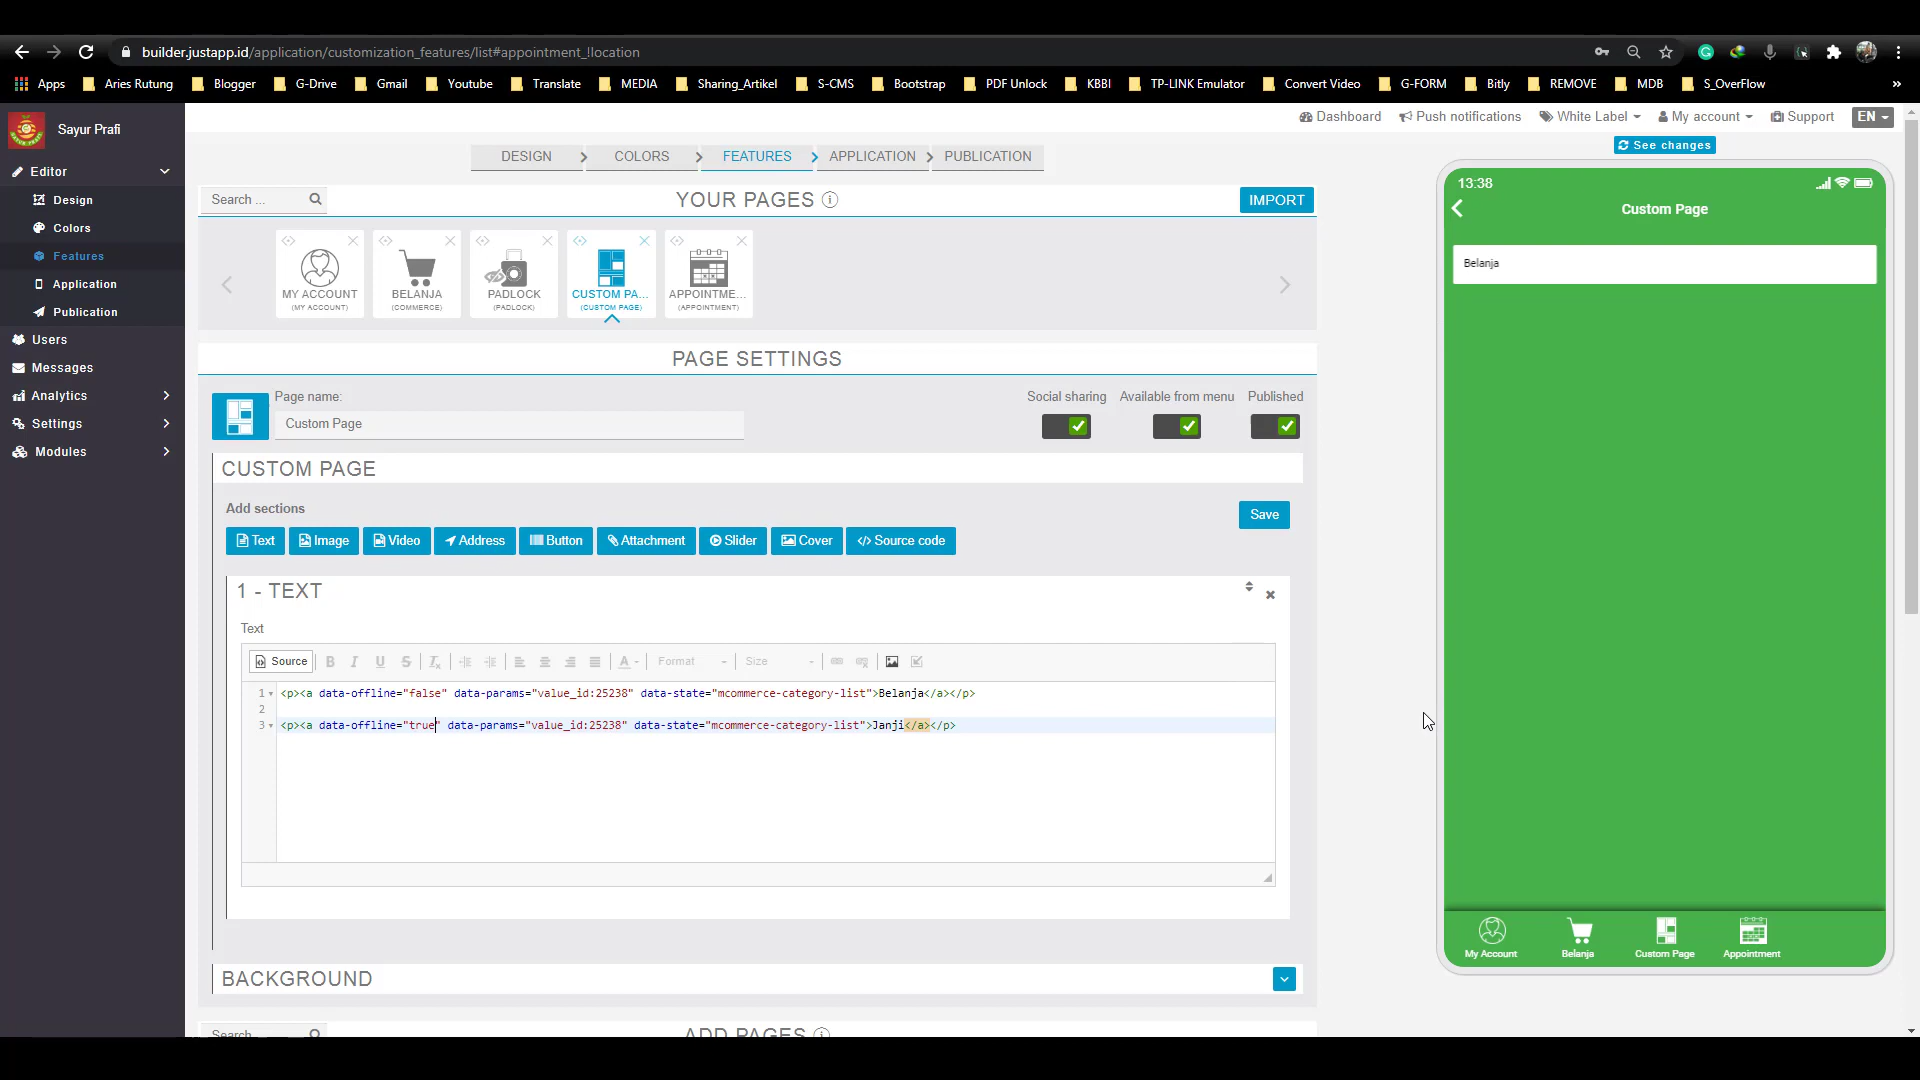 builder.justapp.id/application/customization_features/list#appointment_!location
Apps Aries Rutung Blogger G-Drive Gmail Youtube Translate MEDIA Sharing_Artikel S-CMS Bootstrap PDF Unlock KBBI TP-LINK Emulator Convert Video G-FORM Bitly REMOVE MDB S_OverFlow »
Sayur Prafi
Dashboard Push notifications White Label My account Support EN
See changes
Editor
Design
Colors
Features
Application
Publication
Users
Messages
Analytics
Settings
Modules
DESIGN COLORS FEATURES APPLICATION PUBLICATION
Search ...
YOUR PAGES
IMPORT
MY ACCOUNT
(MY ACCOUNT)
BELANJA
(COMMERCE)
PADLOCK
(PADLOCK)
CUSTOM PA...
(CUSTOM PAGE)
APPOINTME...
(APPOINTMENT)
PAGE SETTINGS
Page name:
Custom Page
Social sharing Available from menu Published
CUSTOM PAGE
Add sections
Save
Text Image Video Address Button Attachment Slider Cover Source code
1 - TEXT
Text
Source B I U S Tx A Format Size
1 <p><a data-offline="false" data-params="value_id:25238" data-state="mcommerce-category-list">Belanja</a></p>
2
3 <p><a data-offline="true" data-params="value_id:25238" data-state="mcommerce-category-list">Janji</a></p>
BACKGROUND
Search
ADD PAGES
13:38
Custom Page
Belanja
My Account Belanja Custom Page Appointment